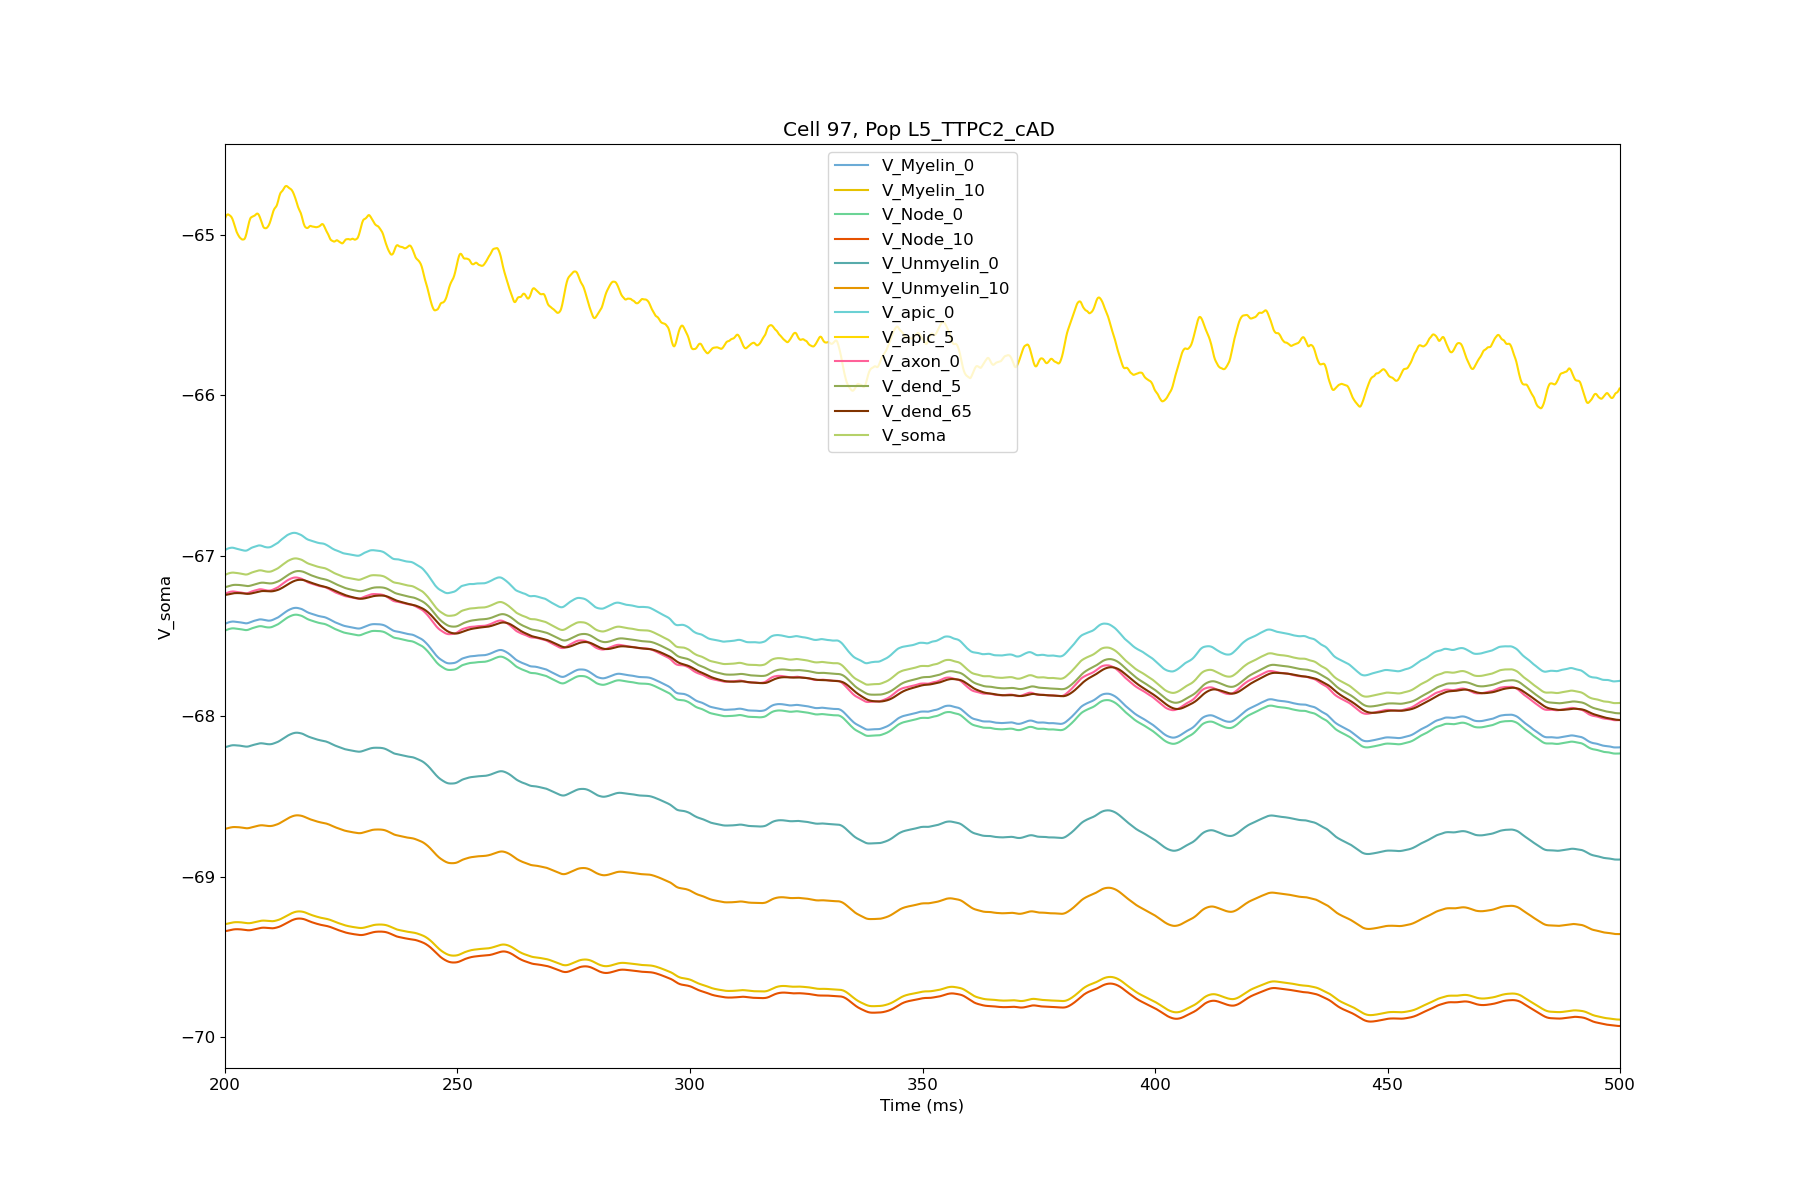 Cell 97, Pop L5_TTPC2_cAD
V_Myelin_0
V_Myelin_10
V_Node_0
V_Node_10
V_Unmyelin_0
V_Unmyelin_10
V_apic_0
V_apic_5
V_axon_0
V_dend_5
V_dend_65
V_soma
−65
−66
−67
−68
−69
−70
V_soma
200 250 300 350 400 450 500
Time (ms)